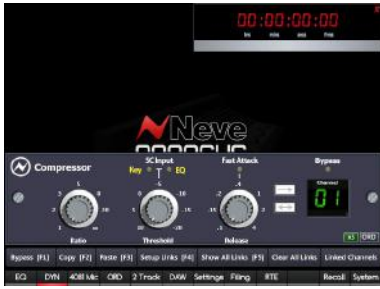 00:00:00:00
hrs mins secs
Neve
Compressor
SC Input
Key
EQ
Fast Attack
Bypass
Channel
01
Ratio
Threshold
Release
XS ORD
Bypass [F1] Copy [F2] Paste [F3] Setup Links [F4] Show All Links [F5] Clear All Links Linked Channels
EQ DYN 4081 Mic ORD 2 Track DAW Settings Filing RTE Recall System